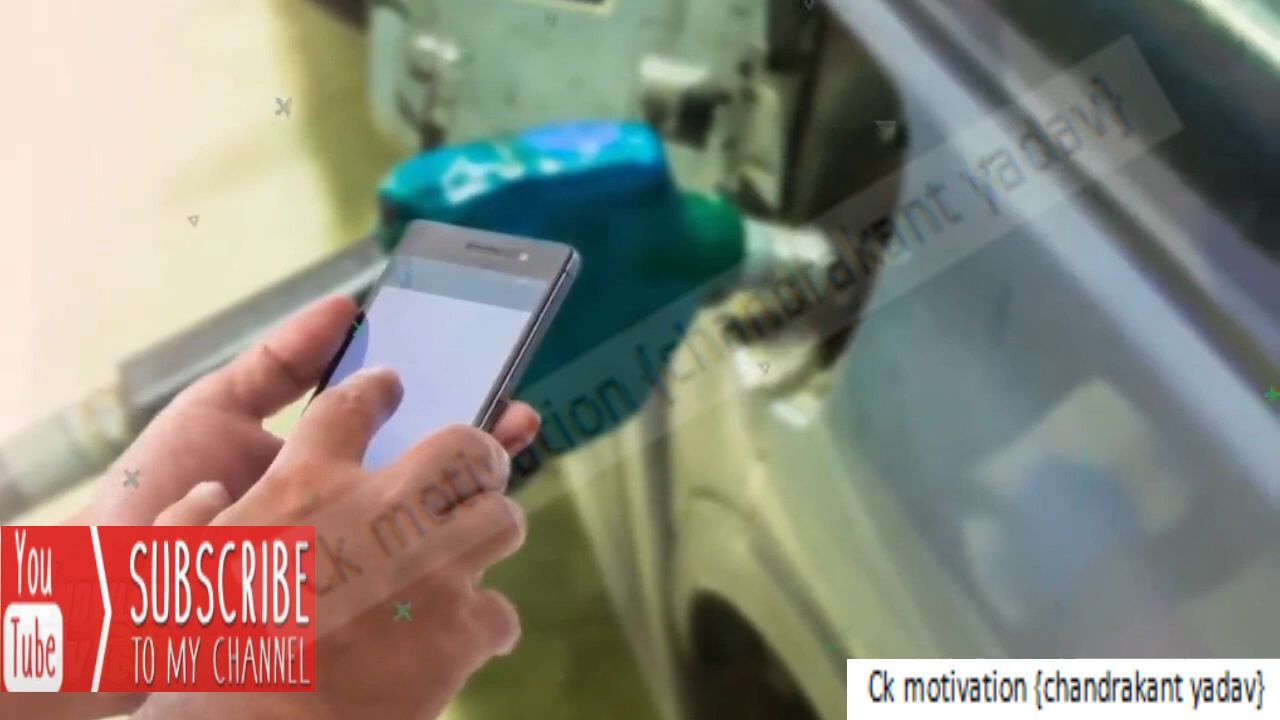 Ck motivation {chandrakant yadav}
You
Tube
SUBSCRIBE
TO MY CHANNEL
Ck motivation {chandrakant yadav}